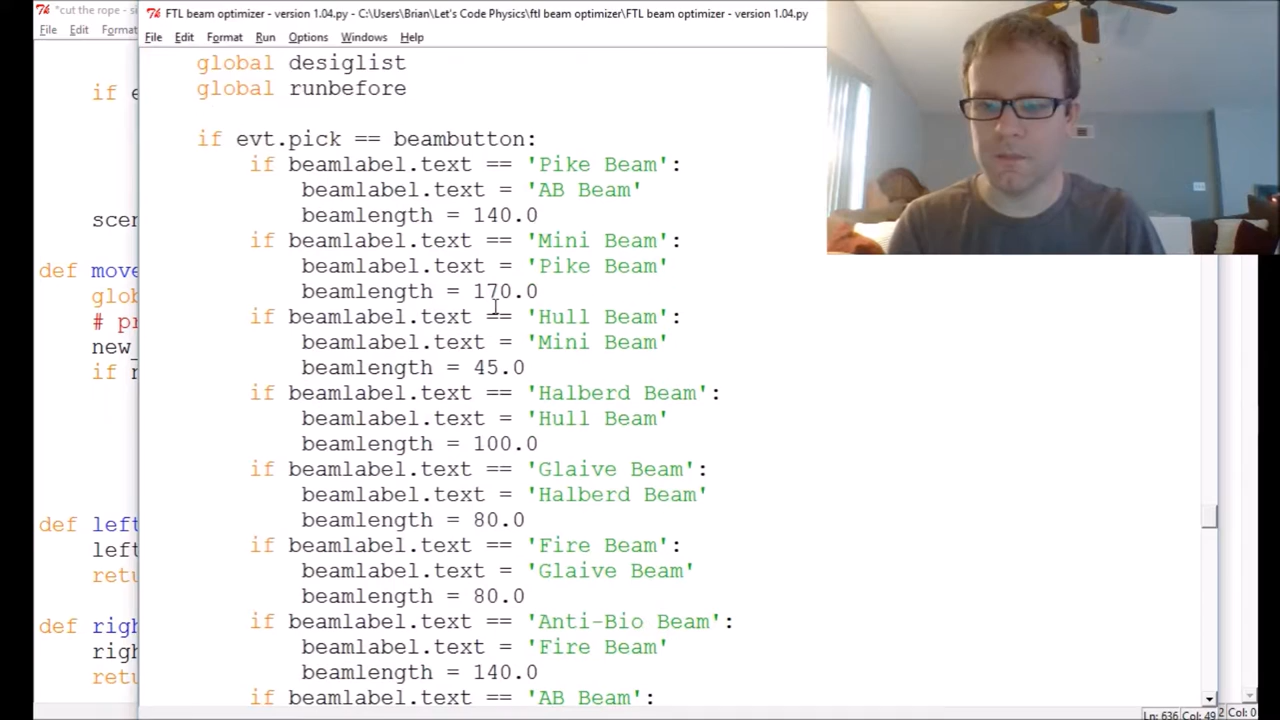 "cut the rope - s
File Edit Format
if e
scen
def move
glob
# pr
new_
if n
def left
left
retu
def righ
righ
retu
FTL beam optimizer - version 1.04.py - C:\Users\Brian\Let's Code Physics\ftl beam optimizer\FTL beam optimizer - version 1.04.py
File Edit Format Run Options Windows Help
global desiglist
global runbefore
if evt.pick == beambutton:
if beamlabel.text == 'Pike Beam':
beamlabel.text = 'AB Beam'
beamlength = 140.0
if beamlabel.text == 'Mini Beam':
beamlabel.text = 'Pike Beam'
beamlength = 170.0
if beamlabel.text == 'Hull Beam':
beamlabel.text = 'Mini Beam'
beamlength = 45.0
if beamlabel.text == 'Halberd Beam':
beamlabel.text = 'Hull Beam'
beamlength = 100.0
if beamlabel.text == 'Glaive Beam':
beamlabel.text = 'Halberd Beam'
beamlength = 80.0
if beamlabel.text == 'Fire Beam':
beamlabel.text = 'Glaive Beam'
beamlength = 80.0
if beamlabel.text == 'Anti-Bio Beam':
beamlabel.text = 'Fire Beam'
beamlength = 140.0
if beamlabel.text == 'AB Beam':
Ln: 636 Col: 49
2 Col: 0